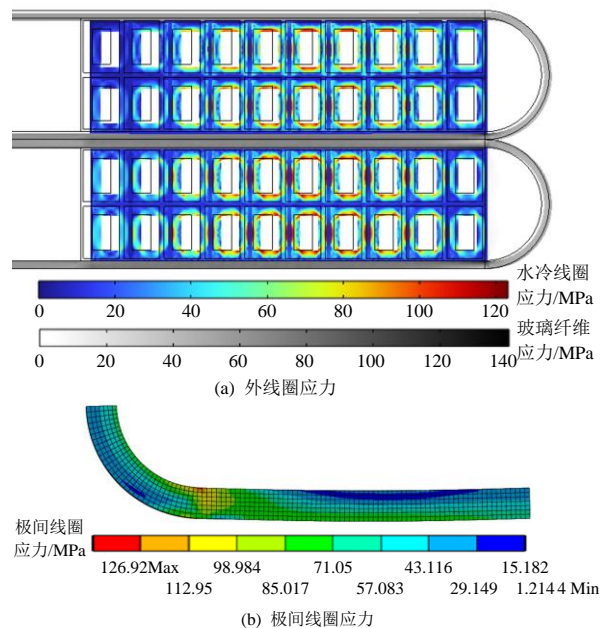 水冷线圈
应力/MPa
0 20 40 60 80 100 120
玻璃纤维
应力/MPa
0 20 40 60 80 100 120 140
(a) 外线圈应力
极间线圈
应力/MPa
126.92Max 98.984 71.05 43.116 15.182
112.95 85.017 57.083 29.149 1.2144 Min
(b) 极间线圈应力